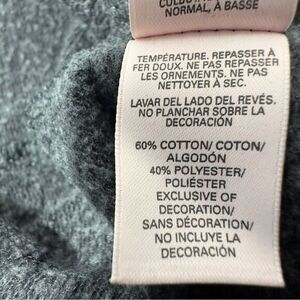 NORMAL, À BASSE
TEMPÉRATURE. REPASSER À
FER DOUX. NE PAS REPASSER
LES ORNEMENTS. NE PAS
NETTOYER À SEC.
LAVAR DEL LADO DEL REVÉS.
NO PLANCHAR SOBRE LA
DECORACIÓN
60% COTTON/ COTON/
ALGODÓN
40% POLYESTER/
POLIÉSTER
EXCLUSIVE OF
DECORATION/
SANS DÉCORATION/
NO INCLUYE LA
DECORACIÓN